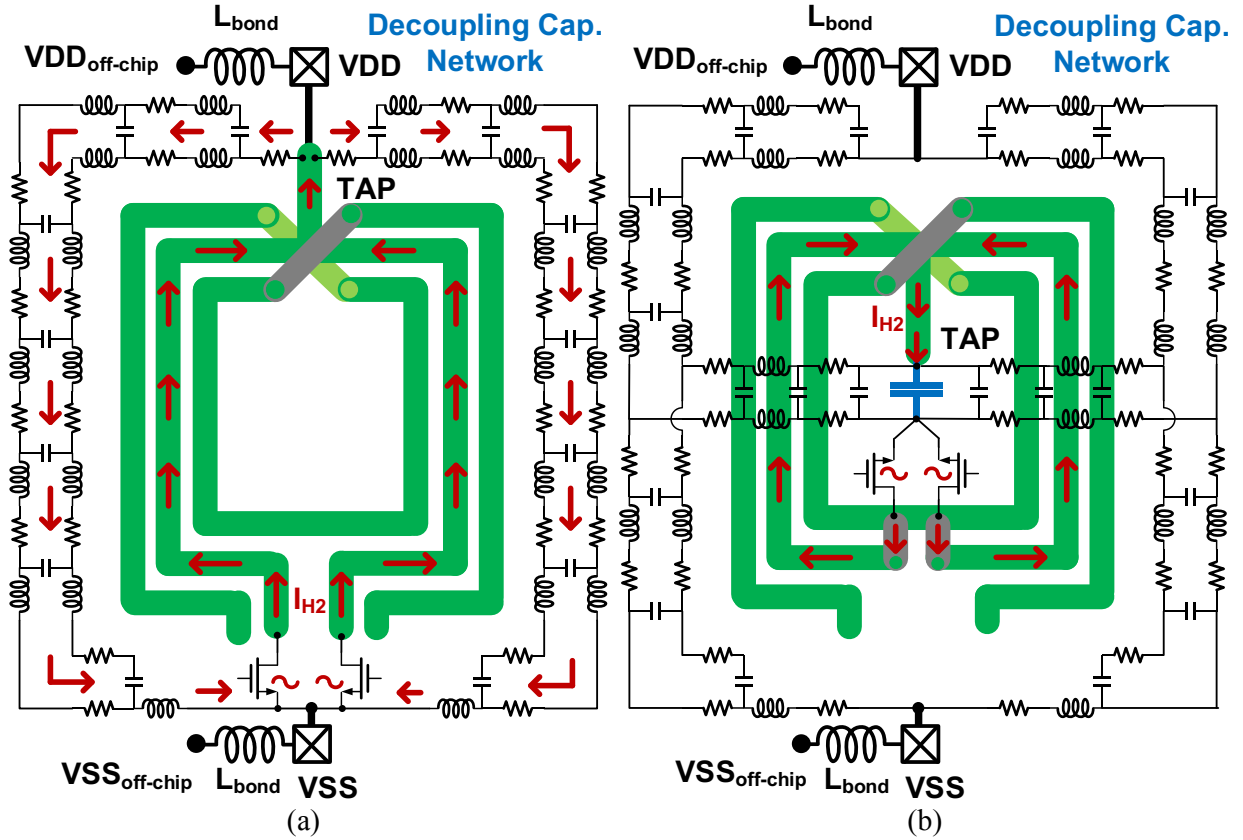 L_bond
Decoupling Cap.
Network
VDD_off-chip
VDD
TAP
I_H2
VSS_off-chip
L_bond
VSS
(a)
L_bond
Decoupling Cap.
Network
VDD_off-chip
VDD
I_H2
TAP
VSS_off-chip
L_bond
VSS
(b)